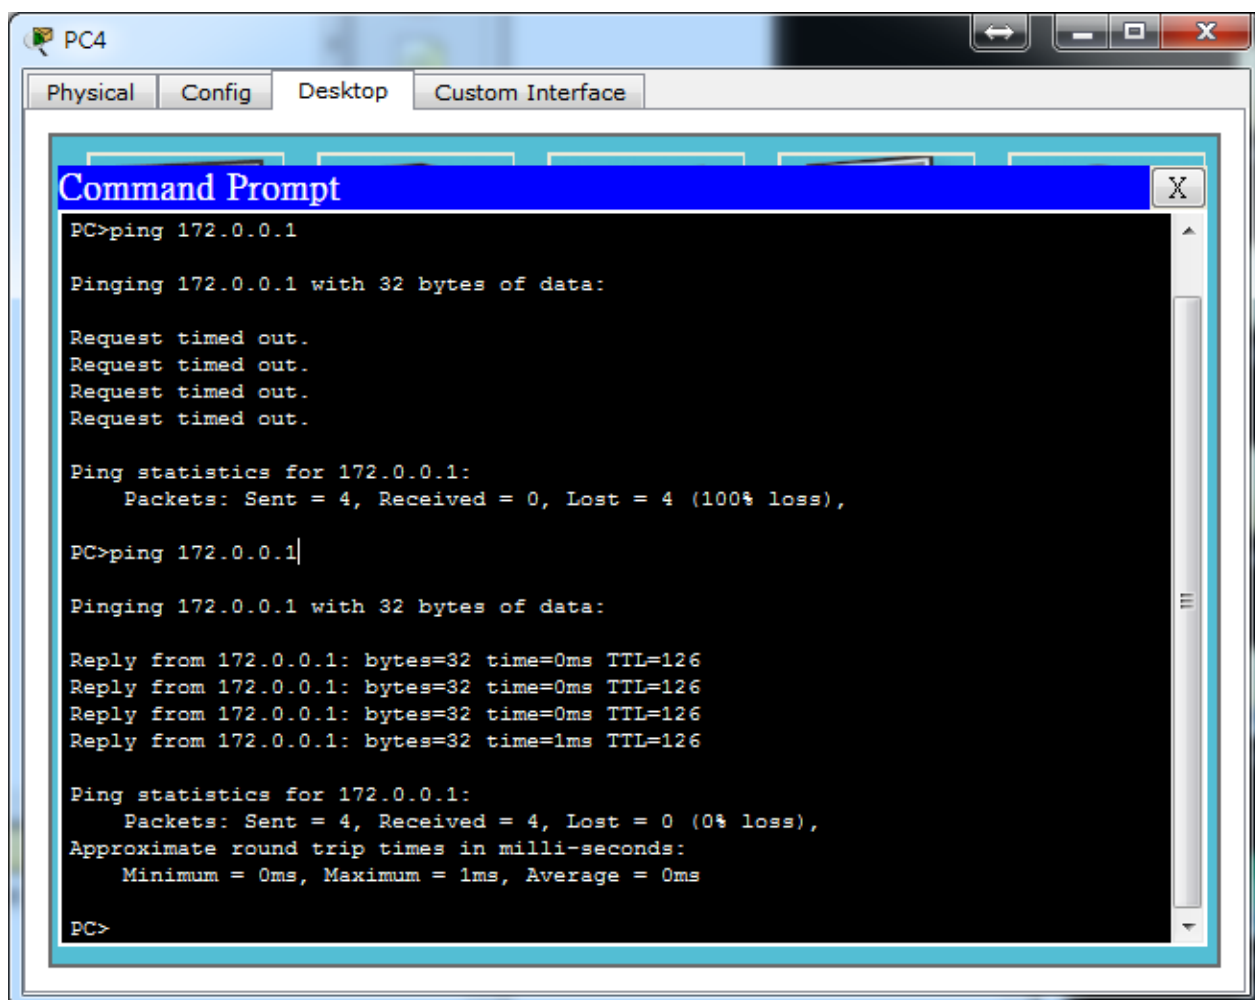 PC4
Physical Config Desktop Custom Interface
Command Prompt X
PC>ping 172.0.0.1
Pinging 172.0.0.1 with 32 bytes of data:
Request timed out.
Request timed out.
Request timed out.
Request timed out.
Ping statistics for 172.0.0.1:
Packets: Sent = 4, Received = 0, Lost = 4 (100% loss),
PC>ping 172.0.0.1
Pinging 172.0.0.1 with 32 bytes of data:
Reply from 172.0.0.1: bytes=32 time=0ms TTL=126
Reply from 172.0.0.1: bytes=32 time=0ms TTL=126
Reply from 172.0.0.1: bytes=32 time=0ms TTL=126
Reply from 172.0.0.1: bytes=32 time=1ms TTL=126
Ping statistics for 172.0.0.1:
Packets: Sent = 4, Received = 4, Lost = 0 (0% loss),
Approximate round trip times in milli-seconds:
Minimum = 0ms, Maximum = 1ms, Average = 0ms
PC>